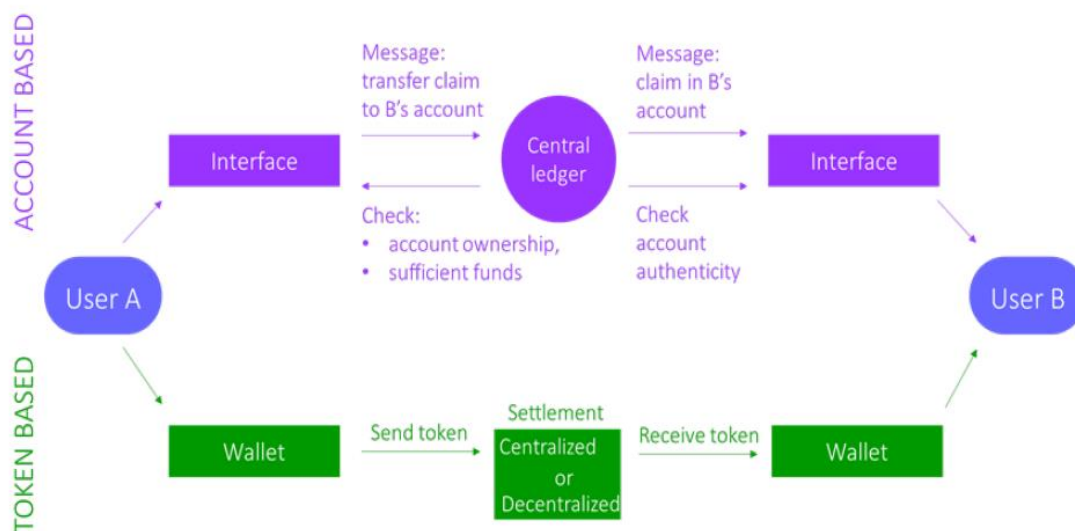 ACCOUNT BASED
Message:
transfer claim
to B's account
Message:
claim in B's
account
Interface
Central
ledger
Interface
Check:
• account ownership,
• sufficient funds
Check
account
authenticity
User A
User B
TOKEN BASED
Wallet
Send token
Settlement
Centralized
or
Decentralized
Receive token
Wallet